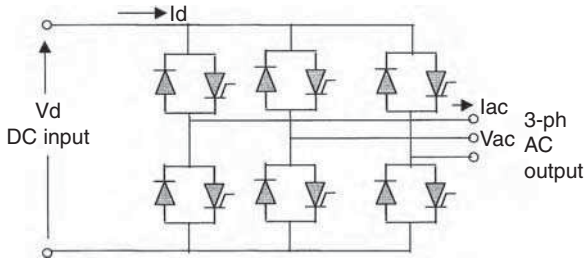 Id
Vd
DC input
Iac
Vac
3-ph
AC
output